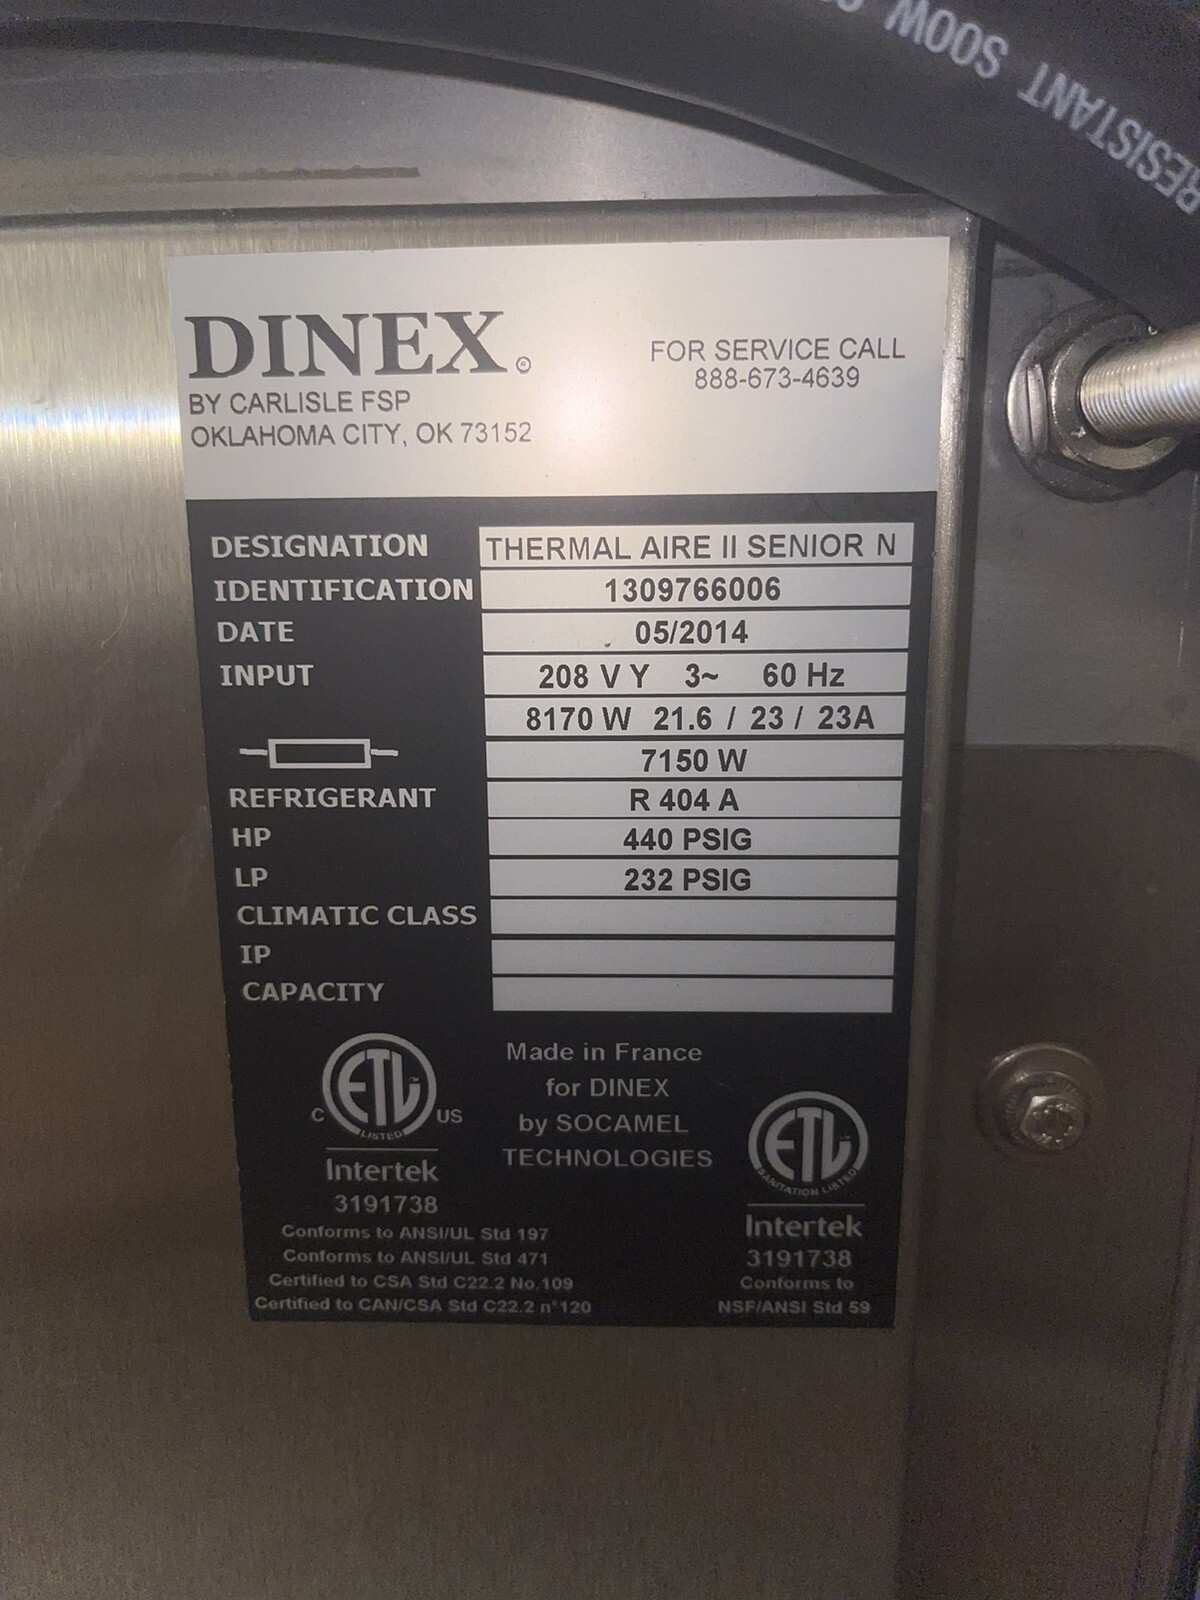 RESISTANT SOOW
DINEX®
BY CARLISLE FSP
OKLAHOMA CITY, OK 73152
FOR SERVICE CALL
888-673-4639
DESIGNATION THERMAL AIRE II SENIOR N
IDENTIFICATION 1309766006
DATE 05/2014
INPUT 208 V Y 3~ 60 Hz
8170 W 21.6 / 23 / 23A
7150 W
REFRIGERANT R 404 A
HP 440 PSIG
LP 232 PSIG
CLIMATIC CLASS
IP
CAPACITY
ETL
C US
LISTED
Intertek
3191738
Conforms to ANSI/UL Std 197
Conforms to ANSI/UL Std 471
Certified to CSA Std C22.2 No.109
Certified to CAN/CSA Std C22.2 n°120
Made in France
for DINEX
by SOCAMEL
TECHNOLOGIES
ETL
SANITATION LISTED
Intertek
3191738
Conforms to
NSF/ANSI Std 59